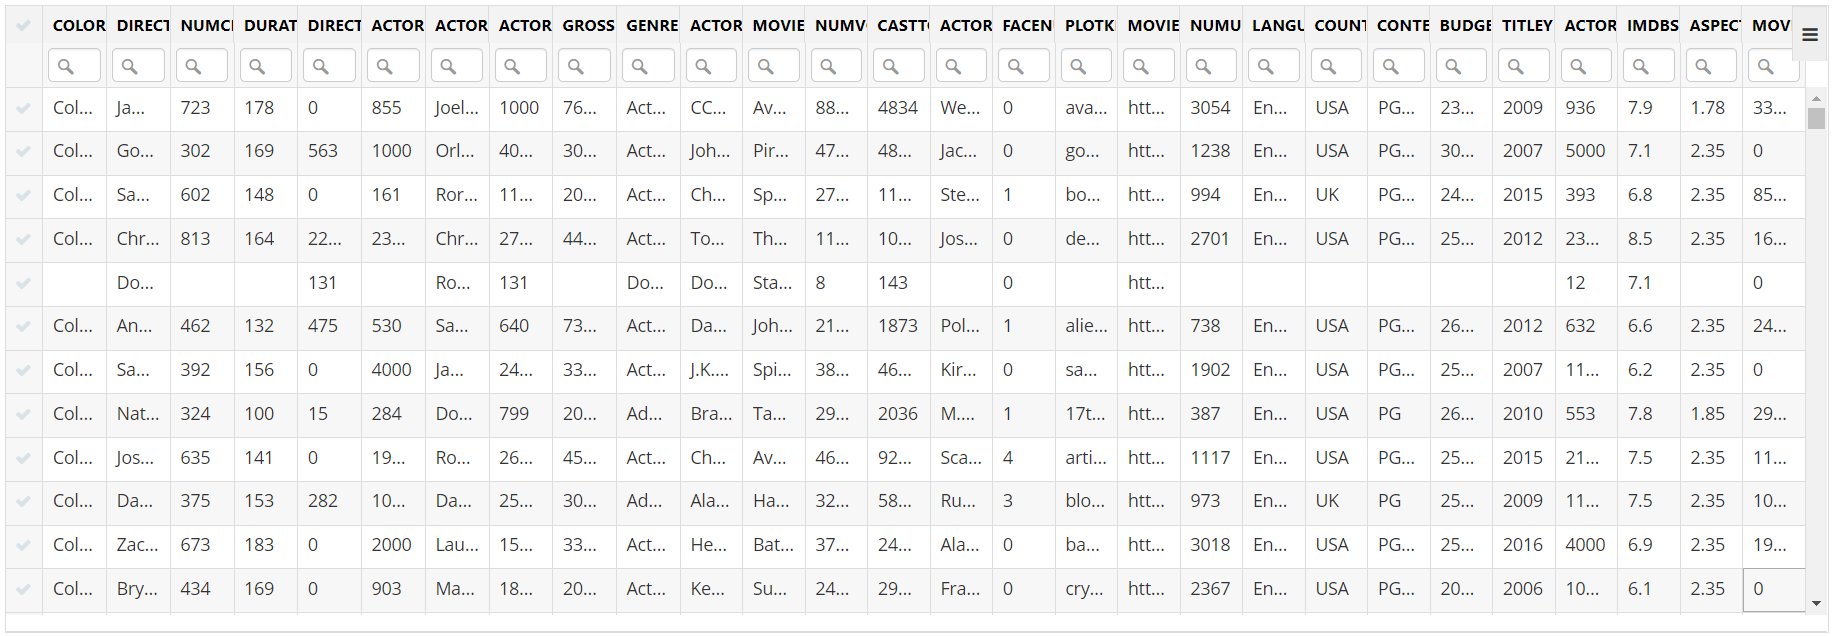 COLOR DIRECT NUMCI DURAT DIRECT ACTOR ACTOR ACTOR GROSS GENRE ACTOR MOVIE NUMV CASTT ACTOR FACEN PLOTK MOVIE NUMU LANGU COUNT CONTE BUDGE TITLEY ACTOR IMDBS ASPECT MOV
Col... Ja... 723 178 0 855 Joel... 1000 76... Act... CC... Av... 88... 4834 We... 0 ava... htt... 3054 En... USA PG... 23... 2009 936 7.9 1.78 33...
Col... Go... 302 169 563 1000 Orl... 40... 30... Act... Joh... Pir... 47... 48... Jac... 0 go... htt... 1238 En... USA PG... 30... 2007 5000 7.1 2.35 0
Col... Sa... 602 148 0 161 Ror... 11... 20... Act... Ch... Sp... 27... 11... Ste... 1 bo... htt... 994 En... UK PG... 24... 2015 393 6.8 2.35 85...
Col... Chr... 813 164 22... 23... Chr... 27... 44... Act... To... Th... 11... 10... Jos... 0 de... htt... 2701 En... USA PG... 25... 2012 23... 8.5 2.35 16...
Do... 131 Ro... 131 Do... Do... Sta... 8 143 0 htt... 12 7.1 0
Col... An... 462 132 475 530 Sa... 640 73... Act... Da... Joh... 21... 1873 Pol... 1 alie... htt... 738 En... USA PG... 26... 2012 632 6.6 2.35 24...
Col... Sa... 392 156 0 4000 Ja... 24... 33... Act... J.K.... Spi... 38... 46... Kir... 0 sa... htt... 1902 En... USA PG... 25... 2007 11... 6.2 2.35 0
Col... Nat... 324 100 15 284 Do... 799 20... Ad... Bra... Ta... 29... 2036 M.... 1 17t... htt... 387 En... USA PG 26... 2010 553 7.8 1.85 29...
Col... Jos... 635 141 0 19... Ro... 26... 45... Act... Ch... Av... 46... 92... Sca... 4 arti... htt... 1117 En... USA PG... 25... 2015 21... 7.5 2.35 11...
Col... Da... 375 153 282 10... Da... 25... 30... Ad... Ala... Ha... 32... 58... Ru... 3 blo... htt... 973 En... UK PG 25... 2009 11... 7.5 2.35 10...
Col... Zac... 673 183 0 2000 Lau... 15... 33... Act... He... Bat... 37... 24... Ala... 0 ba... htt... 3018 En... USA PG... 25... 2016 4000 6.9 2.35 19...
Col... Bry... 434 169 0 903 Ma... 18... 20... Act... Ke... Su... 24... 29... Fra... 0 cry... htt... 2367 En... USA PG... 20... 2006 10... 6.1 2.35 0